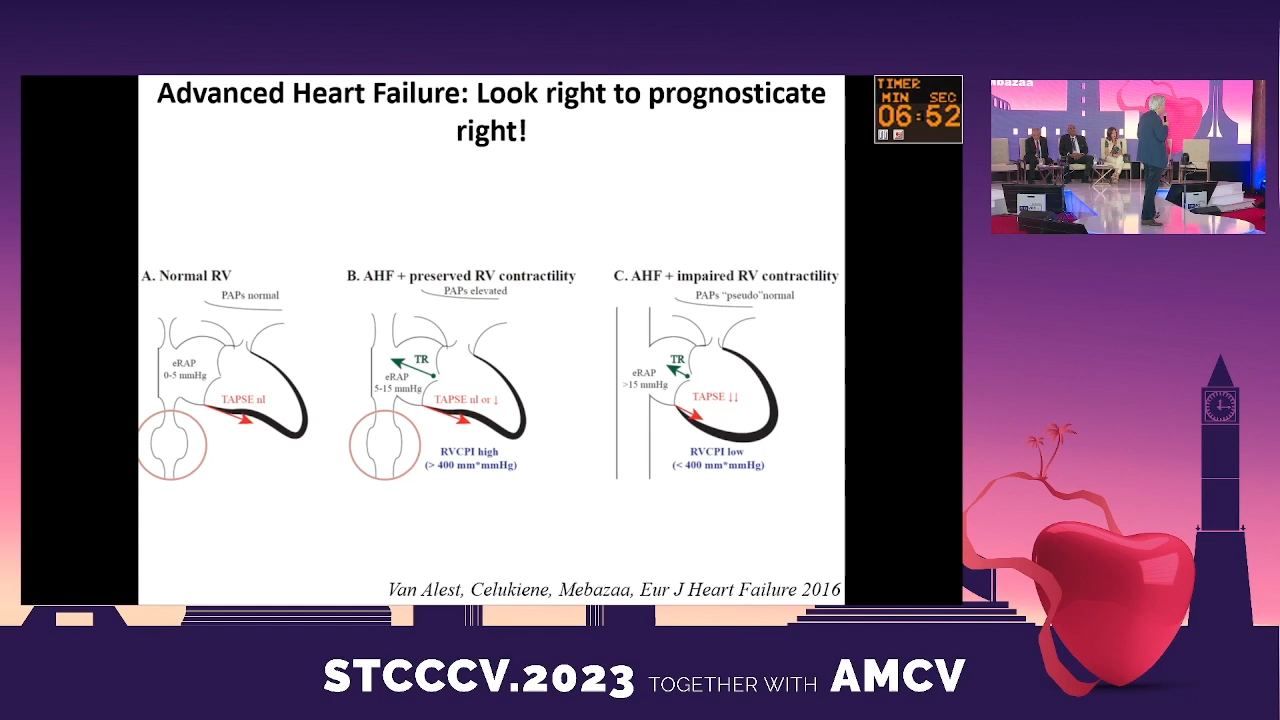 Advanced Heart Failure: Look right to prognosticate
right!
TIMER
MIN SEC
06:52
bazaa
A. Normal RV
PAPs normal
eRAP
0-5 mmHg
TAPSE nl
B. AHF + preserved RV contractility
PAPs elevated
TR
eRAP
5-15 mmHg
TAPSE nl or ↓
RVCPI high
(> 400 mm*mmHg)
C. AHF + impaired RV contractility
PAPs “pseudo”normal
TR
eRAP
>15 mmHg
TAPSE ↓↓
RVCPI low
(< 400 mm*mmHg)
Van Alest, Celukiene, Mebazaa, Eur J Heart Failure 2016
STCCCV.2023 TOGETHER WITH AMCV